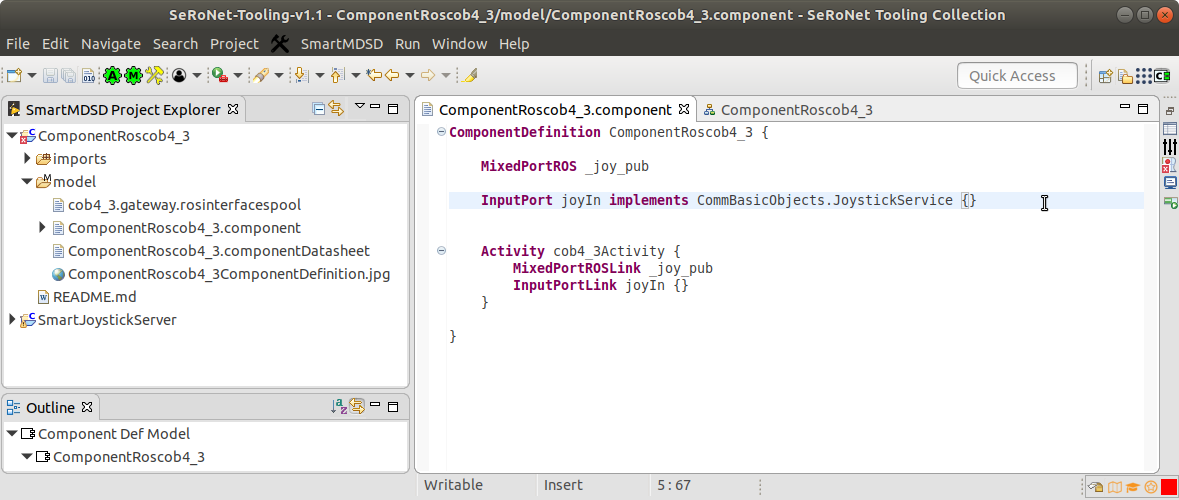 SeRoNet-Tooling-v1.1 - ComponentRoscob4_3/model/ComponentRoscob4_3.component - SeRoNet Tooling Collection
File Edit Navigate Search Project SmartMDSD Run Window Help
Quick Access
SmartMDSD Project Explorer
ComponentRoscob4_3
imports
model
cob4_3.gateway.rosinterfacespool
ComponentRoscob4_3.component
ComponentRoscob4_3.componentDatasheet
ComponentRoscob4_3ComponentDefinition.jpg
README.md
SmartJoystickServer
Outline
Component Def Model
ComponentRoscob4_3
ComponentRoscob4_3.component
ComponentRoscob4_3
ComponentDefinition ComponentRoscob4_3 {
MixedPortROS _joy_pub
InputPort joyIn implements CommBasicObjects.JoystickService {}
Activity cob4_3Activity {
MixedPortROSLink _joy_pub
InputPortLink joyIn {}
}
}
Writable Insert 5 : 67